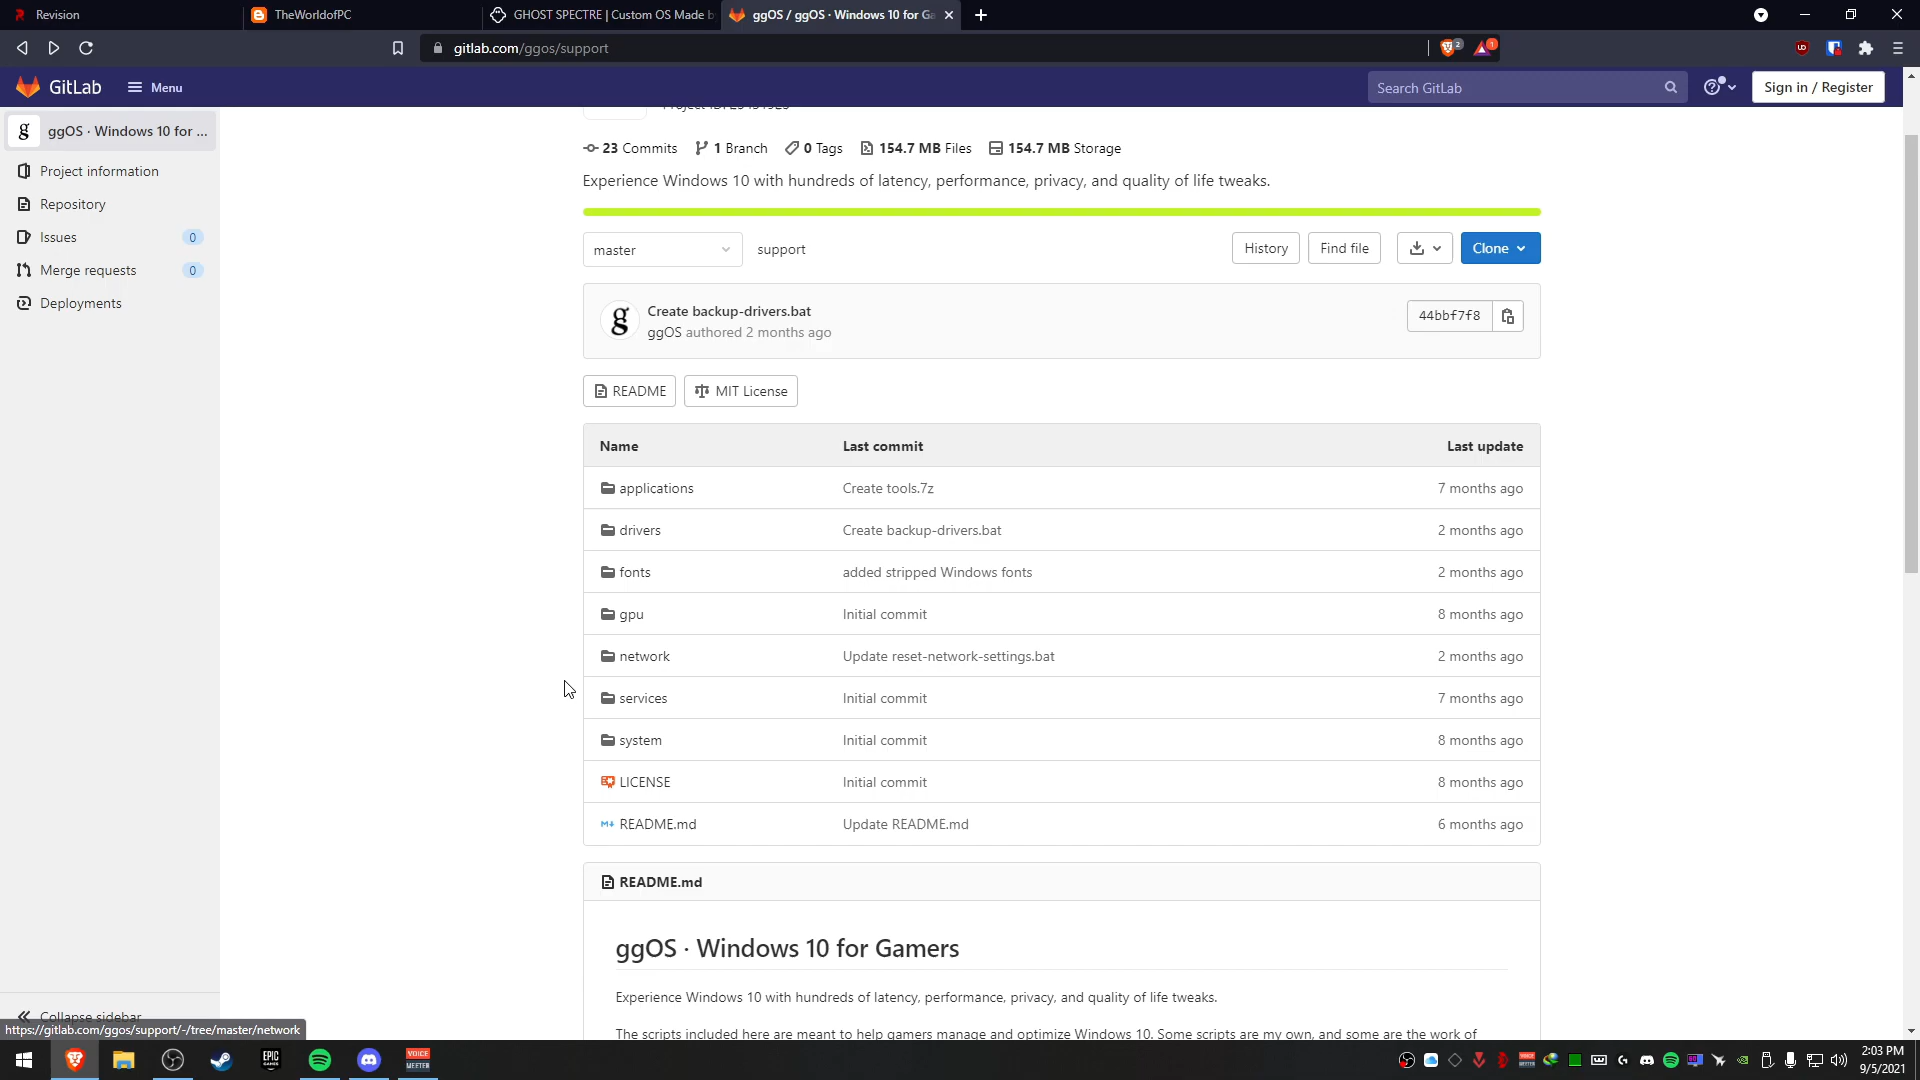 Revision
TheWorldofPC
GHOST SPECTRE | Custom OS Made b
ggOS / ggOS · Windows 10 for Ga
gitlab.com/ggos/support
2
1
GitLab
Menu
Search GitLab
Sign in / Register
g
ggOS · Windows 10 for ...
Project information
Repository
Issues
0
Merge requests
0
Deployments
23 Commits
1 Branch
0 Tags
154.7 MB Files
154.7 MB Storage
Experience Windows 10 with hundreds of latency, performance, privacy, and quality of life tweaks.
master
support
History
Find file
Clone
g
Create backup-drivers.bat
ggOS authored 2 months ago
44bbf7f8
README
MIT License
Name
Last commit
Last update
applications
Create tools.7z
7 months ago
drivers
Create backup-drivers.bat
2 months ago
fonts
added stripped Windows fonts
2 months ago
gpu
Initial commit
8 months ago
network
Update reset-network-settings.bat
2 months ago
services
Initial commit
7 months ago
system
Initial commit
8 months ago
LICENSE
Initial commit
8 months ago
README.md
Update README.md
6 months ago
README.md
ggOS · Windows 10 for Gamers
Experience Windows 10 with hundreds of latency, performance, privacy, and quality of life tweaks.
The scripts included here are meant to help gamers manage and optimize Windows 10. Some scripts are my own, and some are the work of
Collapse sidebar
https://gitlab.com/ggos/support/-/tree/master/network
EPIC GAMES
VOICE MEETER
2:03 PM
9/5/2021